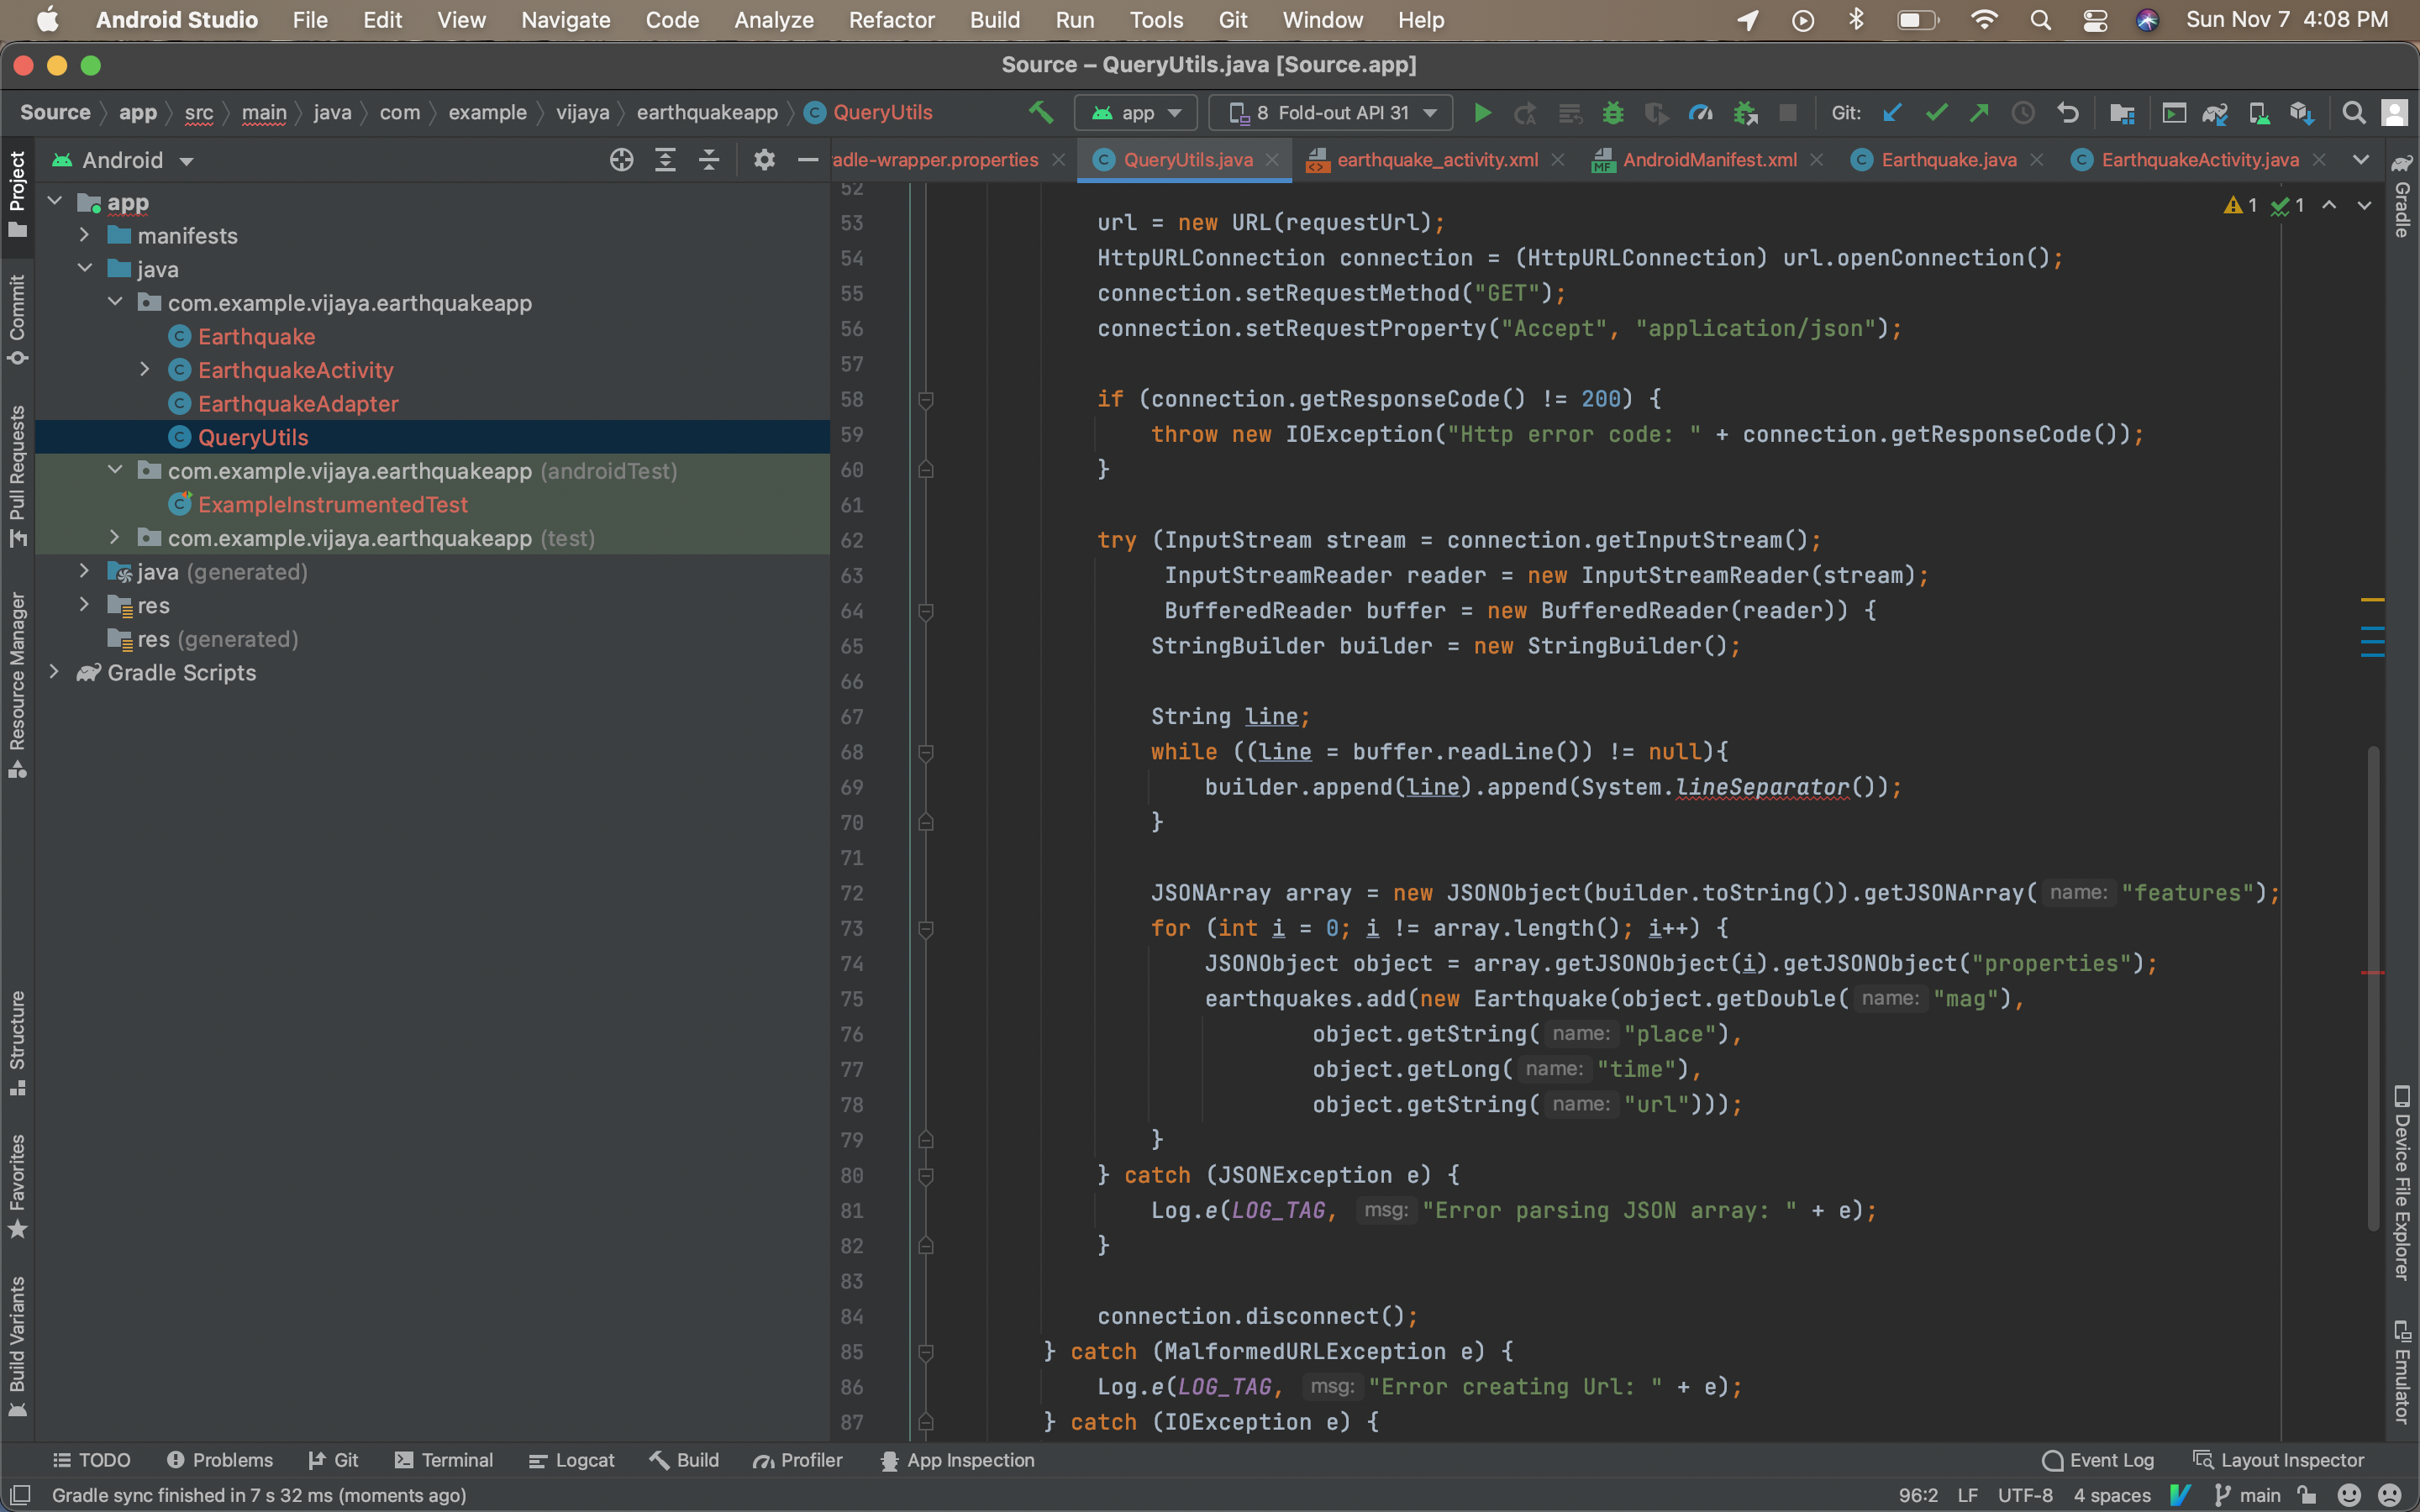 Android Studio File Edit View Navigate Code Analyze Refactor Build Run Tools Git Window Help Sun Nov 7 4:08 PM
Source – QueryUtils.java [Source.app]
Source app src main java com example vijaya earthquakeapp QueryUtils app 8 Fold-out API 31 Git:
Android
adle-wrapper.properties QueryUtils.java earthquake_activity.xml AndroidManifest.xml Earthquake.java EarthquakeActivity.java
Project
Commit
Pull Requests
Resource Manager
Structure
Favorites
Build Variants
app
manifests
java
com.example.vijaya.earthquakeapp
Earthquake
EarthquakeActivity
EarthquakeAdapter
QueryUtils
com.example.vijaya.earthquakeapp (androidTest)
ExampleInstrumentedTest
com.example.vijaya.earthquakeapp (test)
java (generated)
res
res (generated)
Gradle Scripts
1 1
52
53 url = new URL(requestUrl);
54 HttpURLConnection connection = (HttpURLConnection) url.openConnection();
55 connection.setRequestMethod("GET");
56 connection.setRequestProperty("Accept", "application/json");
57
58 if (connection.getResponseCode() != 200) {
59 throw new IOException("Http error code: " + connection.getResponseCode());
60 }
61
62 try (InputStream stream = connection.getInputStream();
63 InputStreamReader reader = new InputStreamReader(stream);
64 BufferedReader buffer = new BufferedReader(reader)) {
65 StringBuilder builder = new StringBuilder();
66
67 String line;
68 while ((line = buffer.readLine()) != null){
69 builder.append(line).append(System.lineSeparator());
70 }
71
72 JSONArray array = new JSONObject(builder.toString()).getJSONArray( name: "features");
73 for (int i = 0; i != array.length(); i++) {
74 JSONObject object = array.getJSONObject(i).getJSONObject("properties");
75 earthquakes.add(new Earthquake(object.getDouble( name: "mag"),
76 object.getString( name: "place"),
77 object.getLong( name: "time"),
78 object.getString( name: "url")));
79 }
80 } catch (JSONException e) {
81 Log.e(LOG_TAG, msg: "Error parsing JSON array: " + e);
82 }
83
84 connection.disconnect();
85 } catch (MalformedURLException e) {
86 Log.e(LOG_TAG, msg: "Error creating Url: " + e);
87 } catch (IOException e) {
Gradle
Device File Explorer
Emulator
TODO Problems Git Terminal Logcat Build Profiler App Inspection Event Log Layout Inspector
Gradle sync finished in 7 s 32 ms (moments ago) 96:2 LF UTF-8 4 spaces main